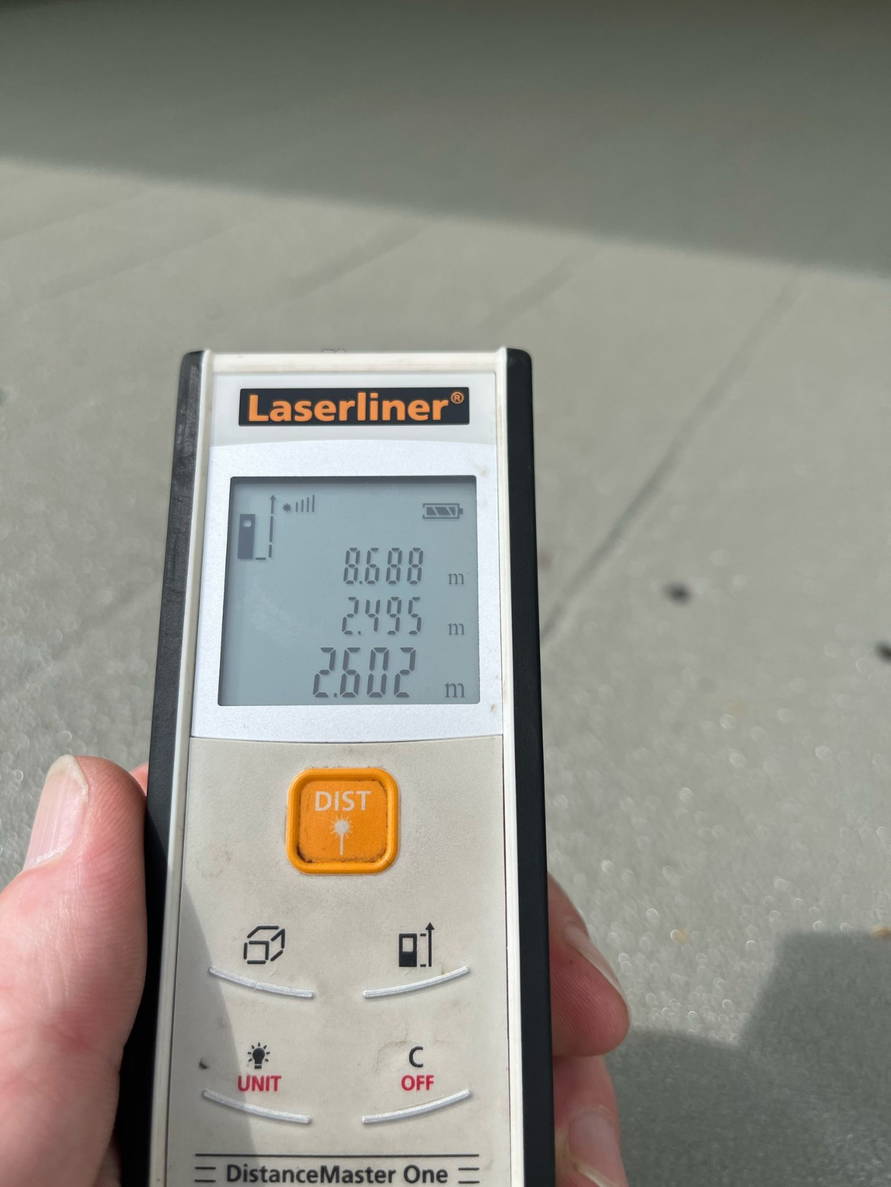 Laserliner®
8.688 m
2.495 m
2.602 m
DIST
C
UNIT OFF
DistanceMaster One